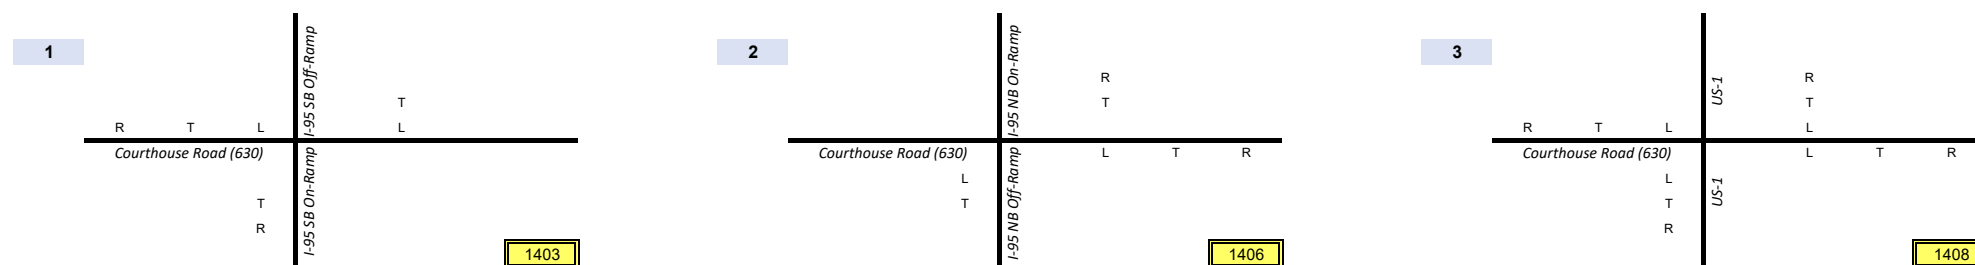 1
I-95 SB Off-Ramp
T
R T L
L
Courthouse Road (630)
I-95 SB On-Ramp
T
R
1403
2
I-95 NB On-Ramp
R
T
Courthouse Road (630)
I-95 NB Off-Ramp
L T R
L
T
1406
3
US-1
R
T
R T L
L
Courthouse Road (630)
US-1
L T R
L
T
R
1408